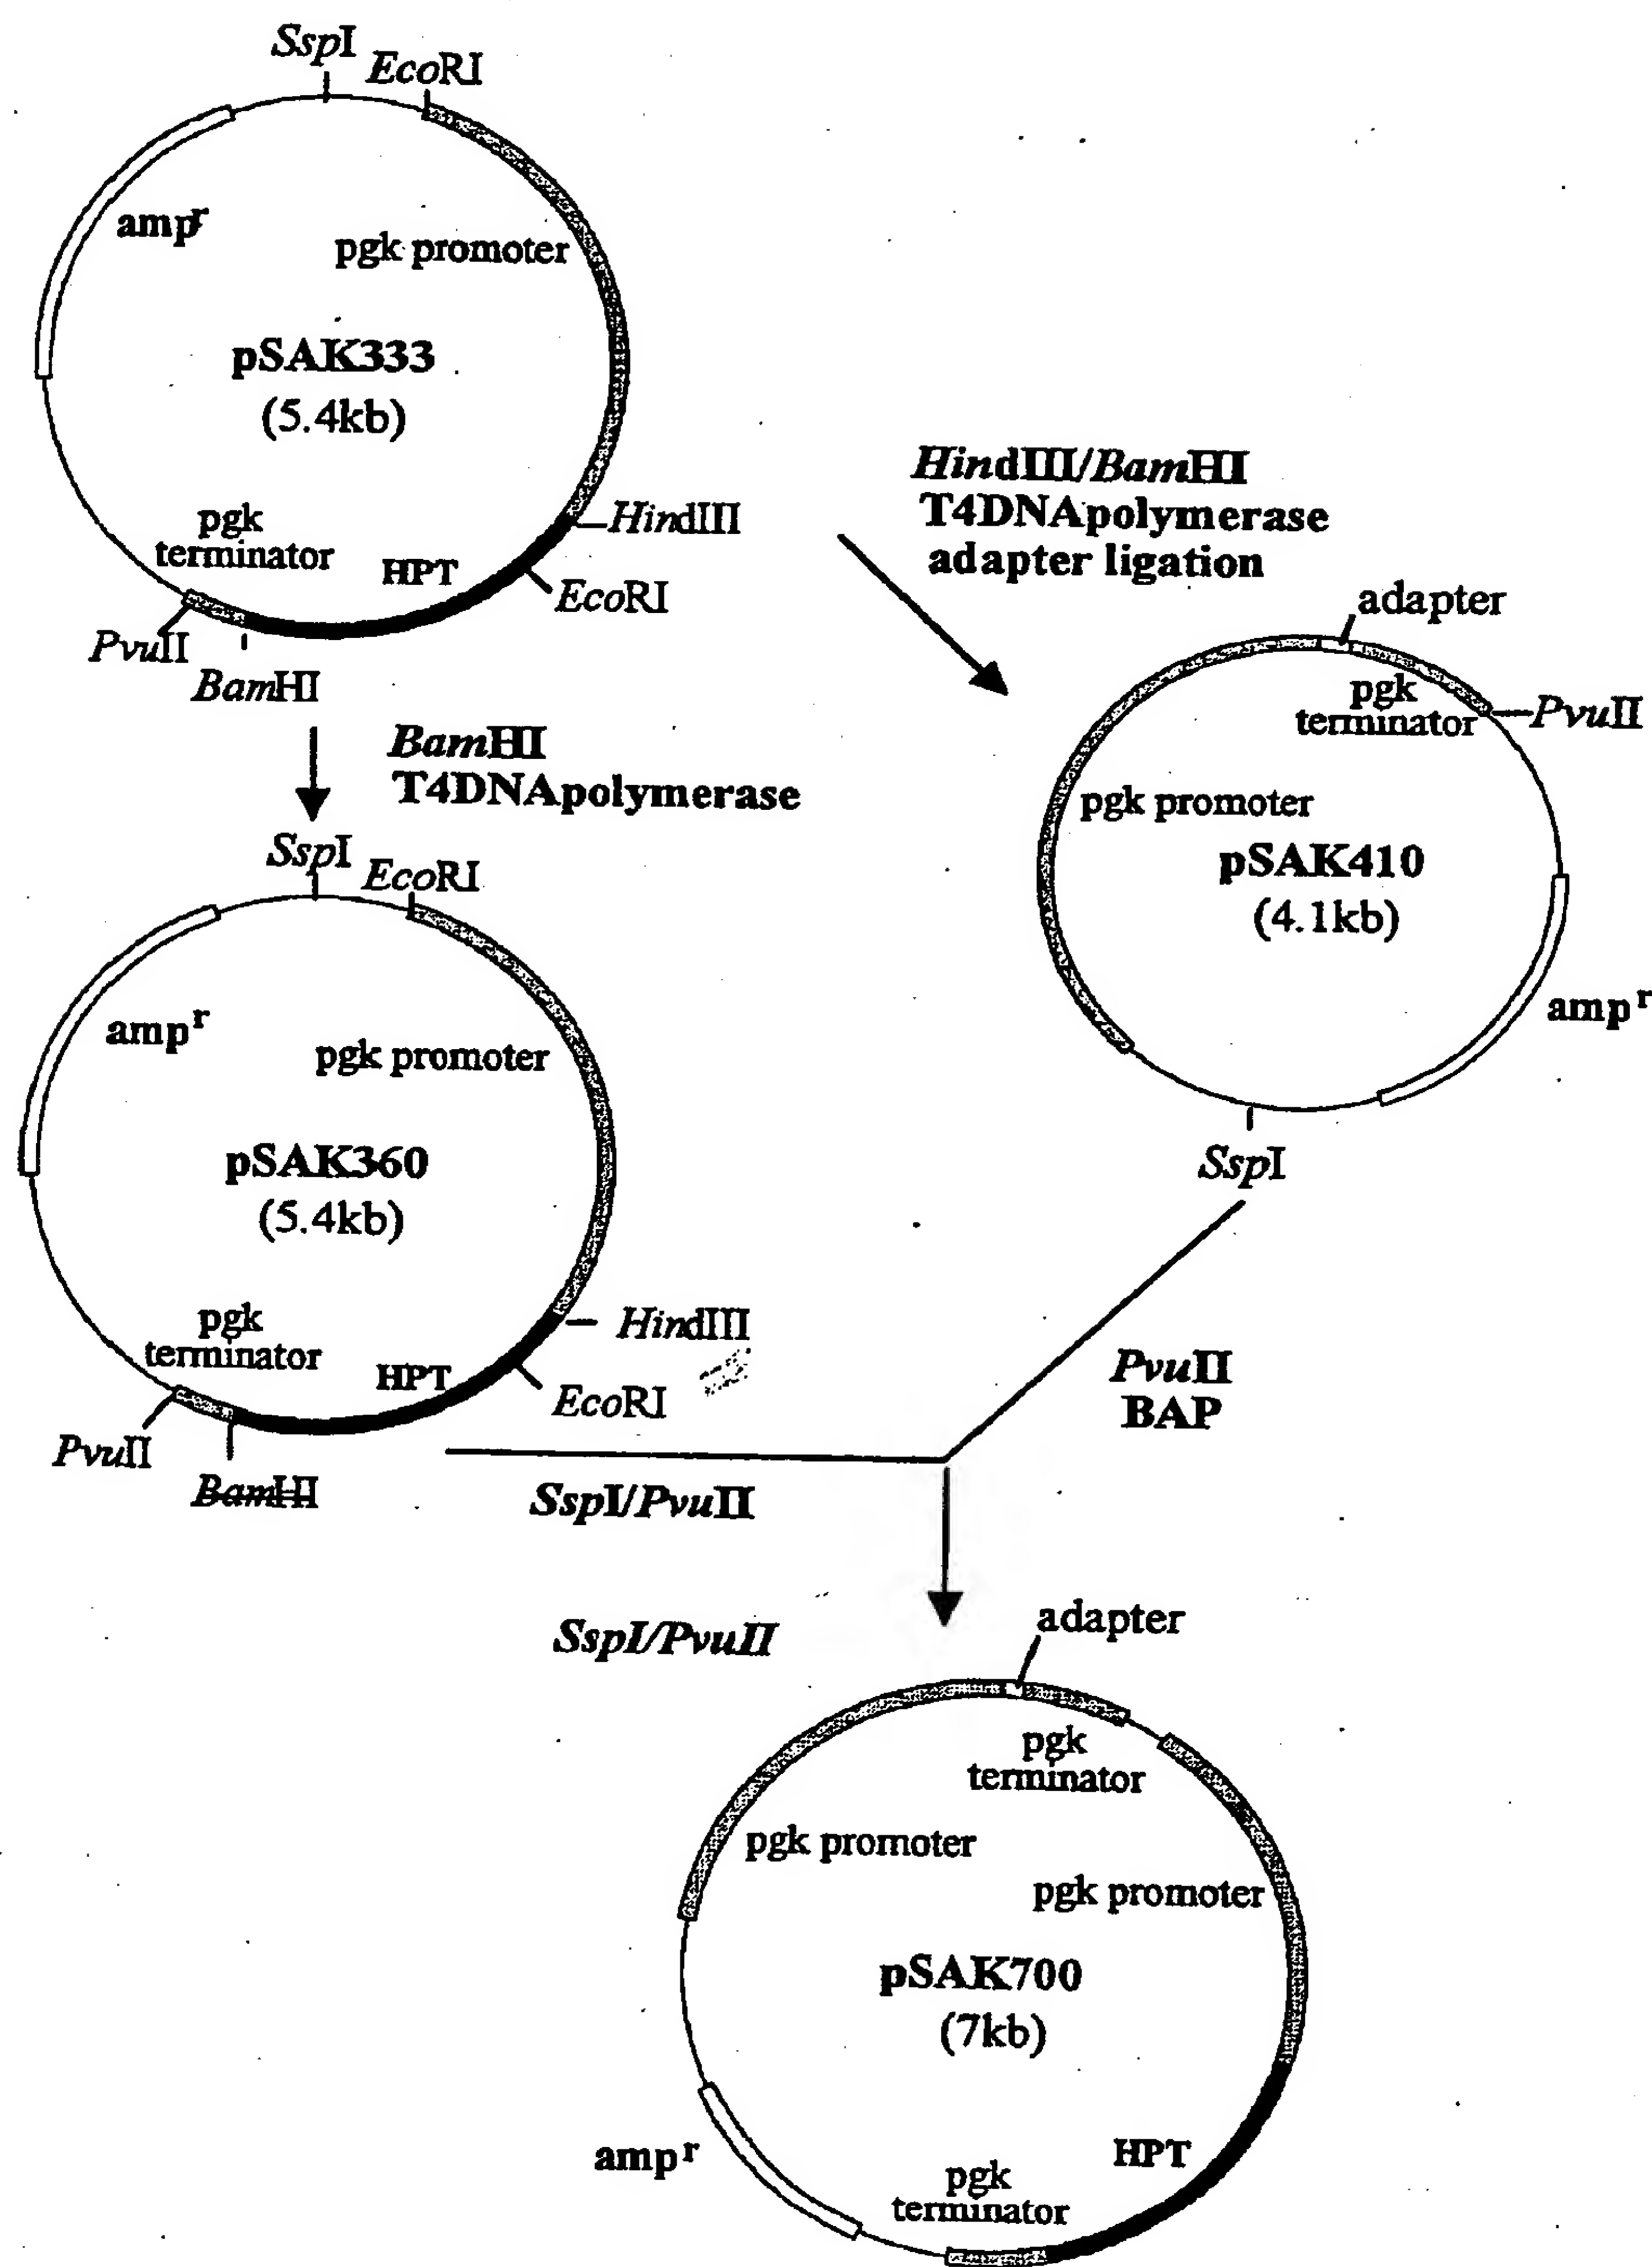 SspI
EcoRI
ampr
pgk promoter
pSAK333
(5.4kb)
HindIII
pgk
terminator
HPT
EcoRI
PvuII
BamHI
HindIII/BamHI
T4DNApolymerase
adapter ligation
BamHI
T4DNApolymerase
adapter
pgk
terminator
PvuII
pgk promoter
pSAK410
(4.1kb)
ampr
SspI
SspI
EcoRI
ampr
pgk promoter
pSAK360
(5.4kb)
HindIII
pgk
terminator
HPT
EcoRI
PvuII
BamHI
SspI/PvuII
PvuII
BAP
SspI/PvuII
adapter
pgk
terminator
pgk promoter
pgk promoter
pSAK700
(7kb)
ampr
HPT
pgk
terminator